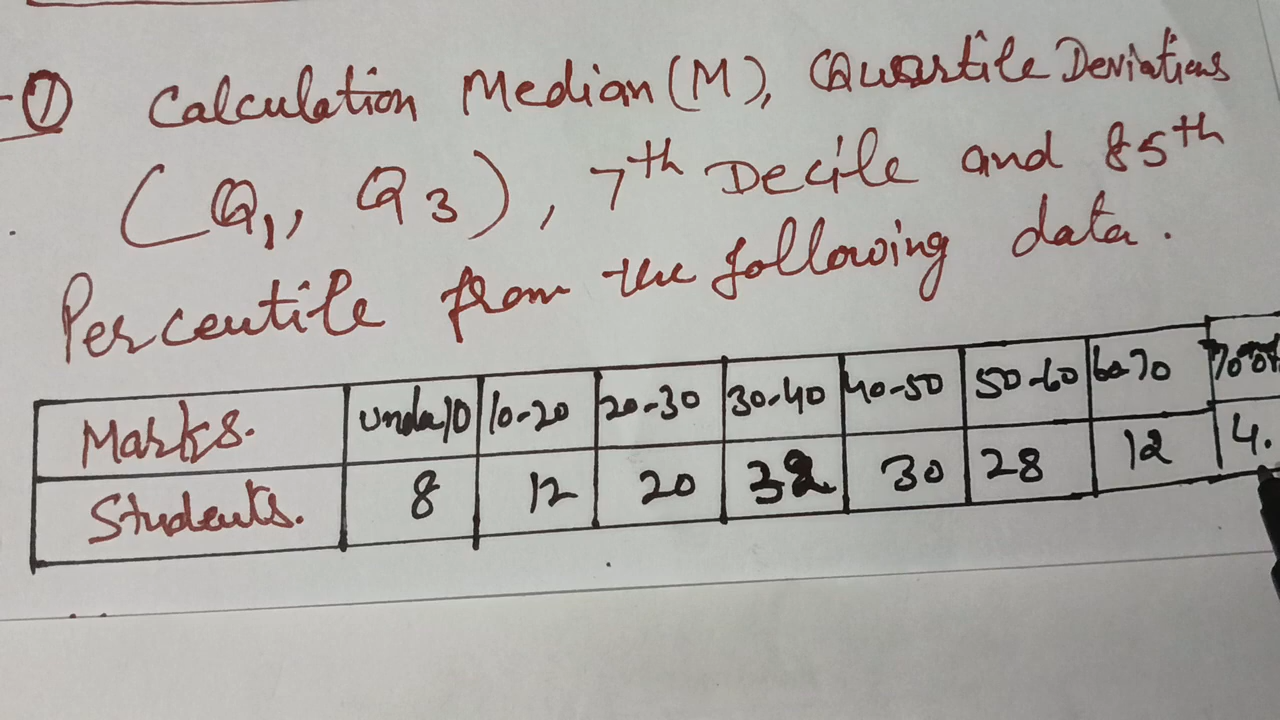 -⑦ Calculation Median (M), Quartile Deviations
(Q1, Q3), 7th Decile and 85th
Percentile from the following data.
Marks. Under 10 10-20 20-30 30-40 40-50 50-60 60-70
Students. 8 12 20 32 30 28 12 4.